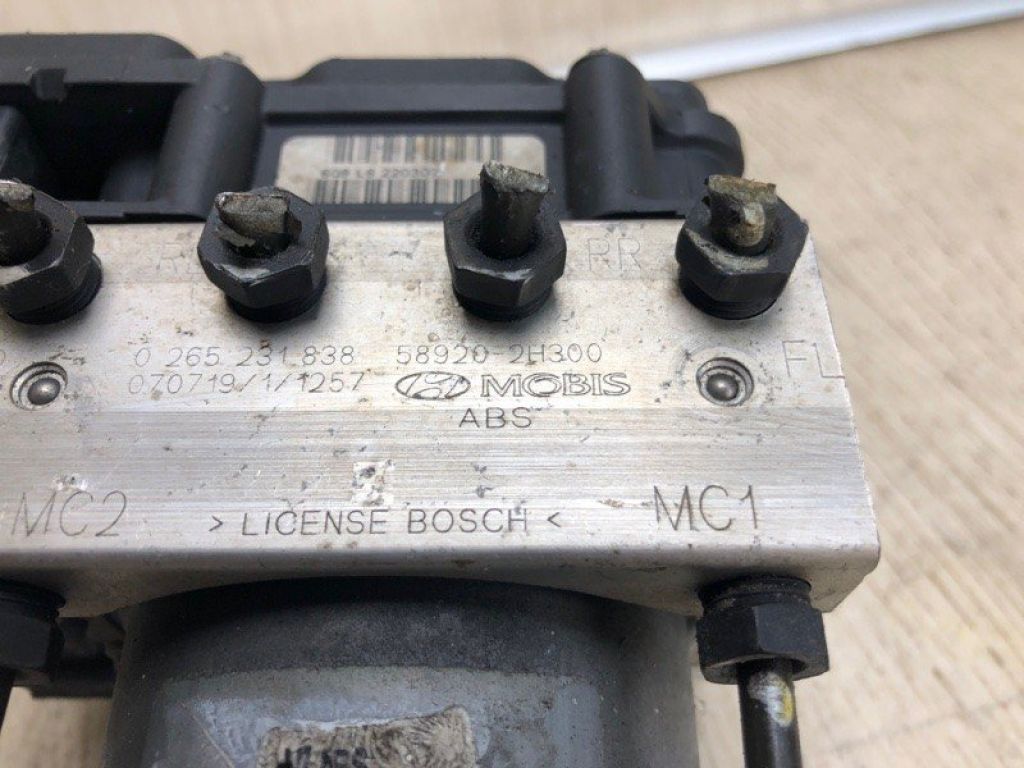 RR
0 265 231 838 58920-2H300
070719/1/1257 MOBIS
FL
ABS
MC2 > LICENSE BOSCH < MC1